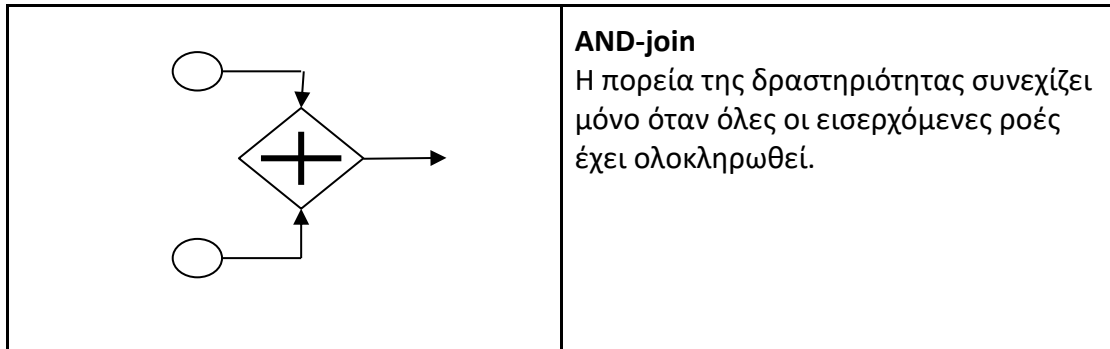 AND-join
Η πορεία της δραστηριότητας συνεχίζει
μόνο όταν όλες οι εισερχόμενες ροές
έχει ολοκληρωθεί.